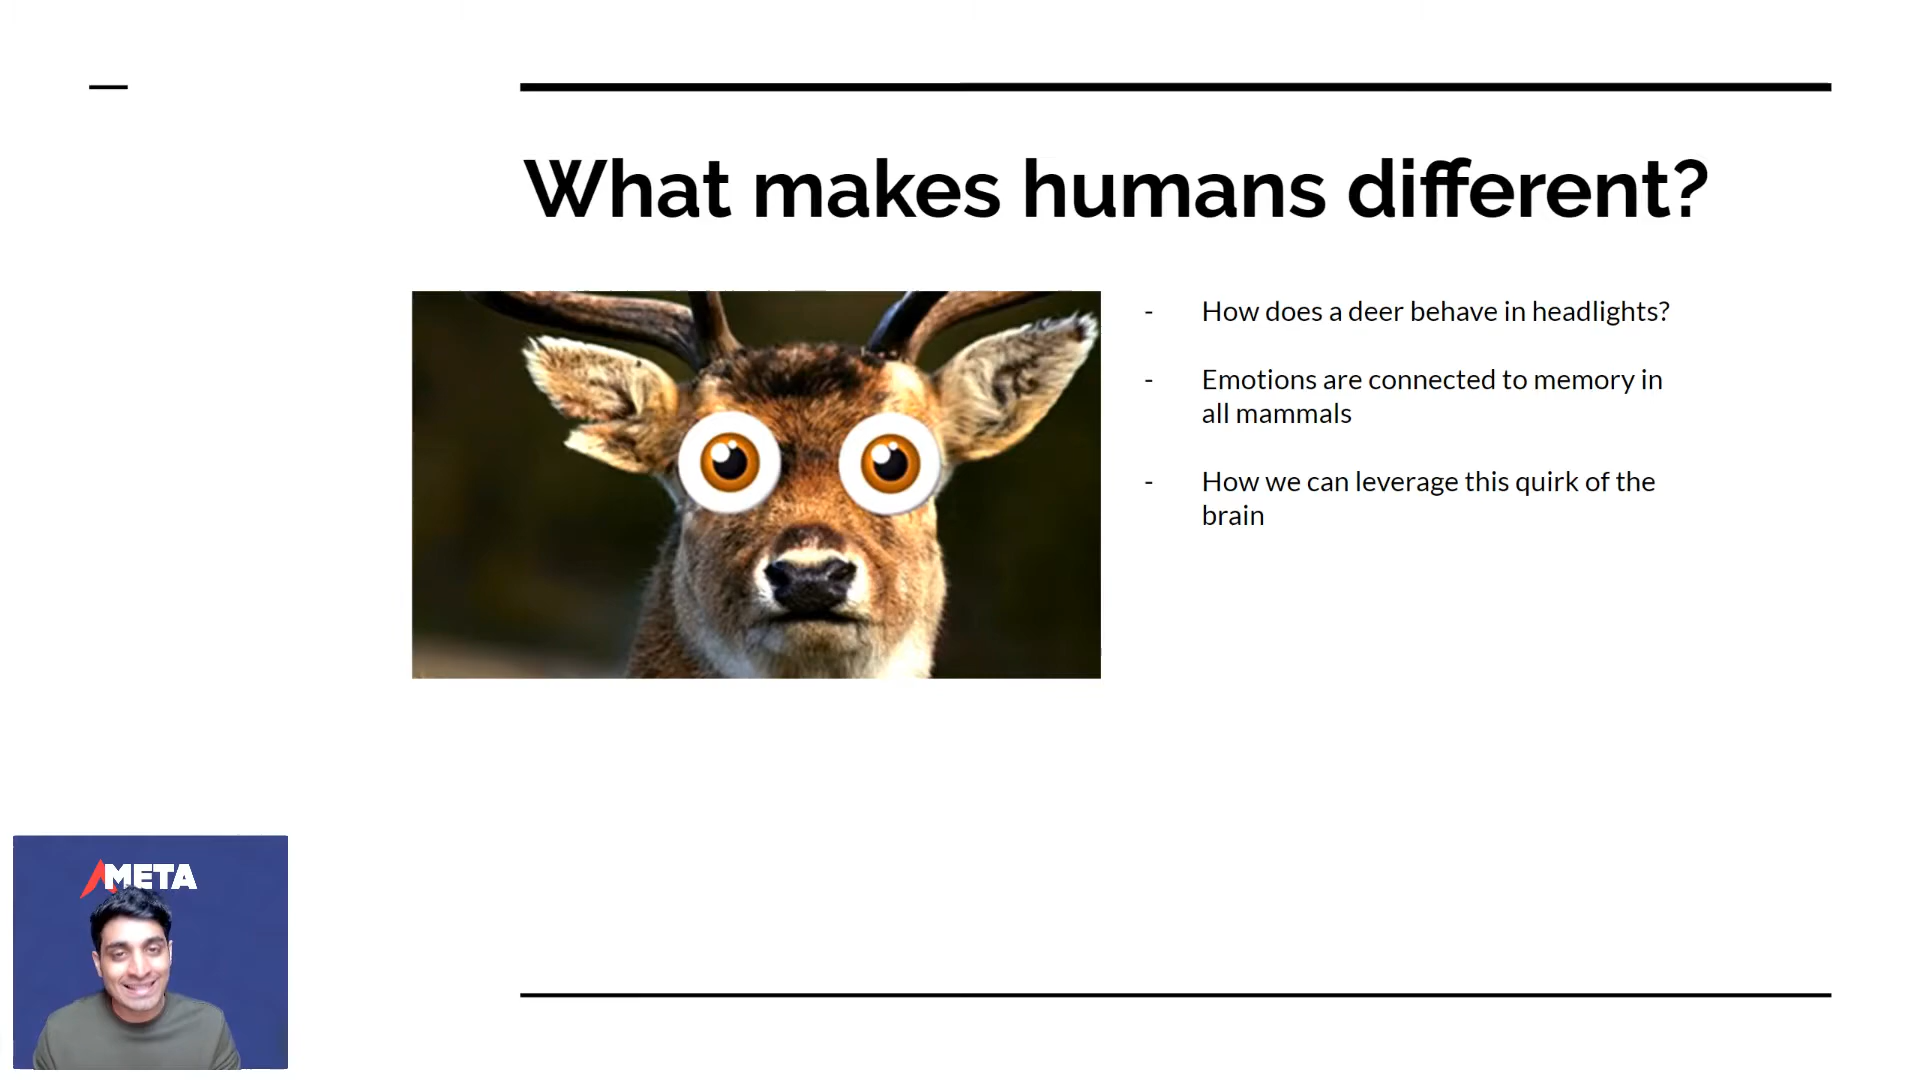 What makes humans different?
- How does a deer behave in headlights?
- Emotions are connected to memory in
all mammals
- How we can leverage this quirk of the
brain
META